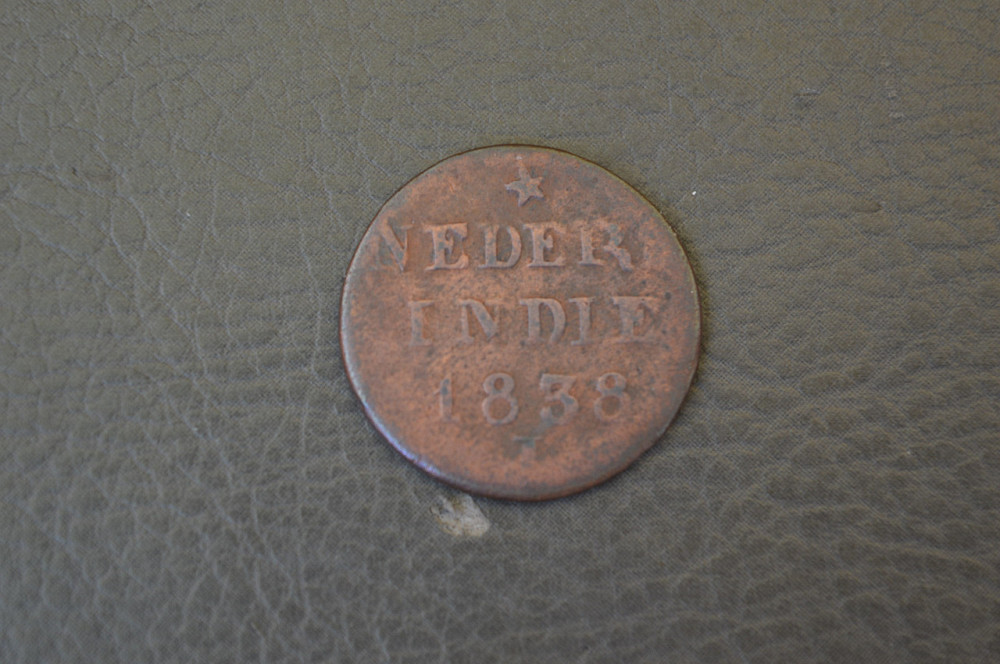 NEDER.
INDIE
1838